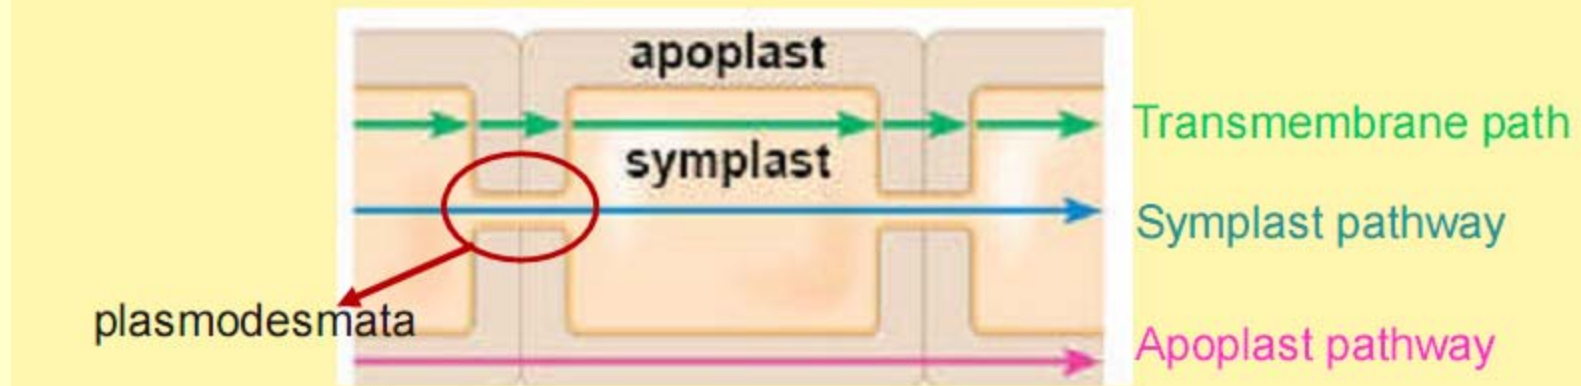 apoplast
Transmembrane path
symplast
Symplast pathway
plasmodesmata
Apoplast pathway